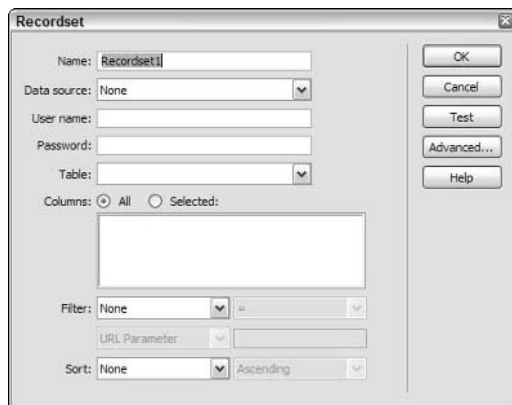 Recordset
Name: Recordset1
Data source: None
User name:
Password:
Table:
Columns: All Selected:
Filter: None =
URL Parameter
Sort: None Ascending
OK
Cancel
Test
Advanced...
Help